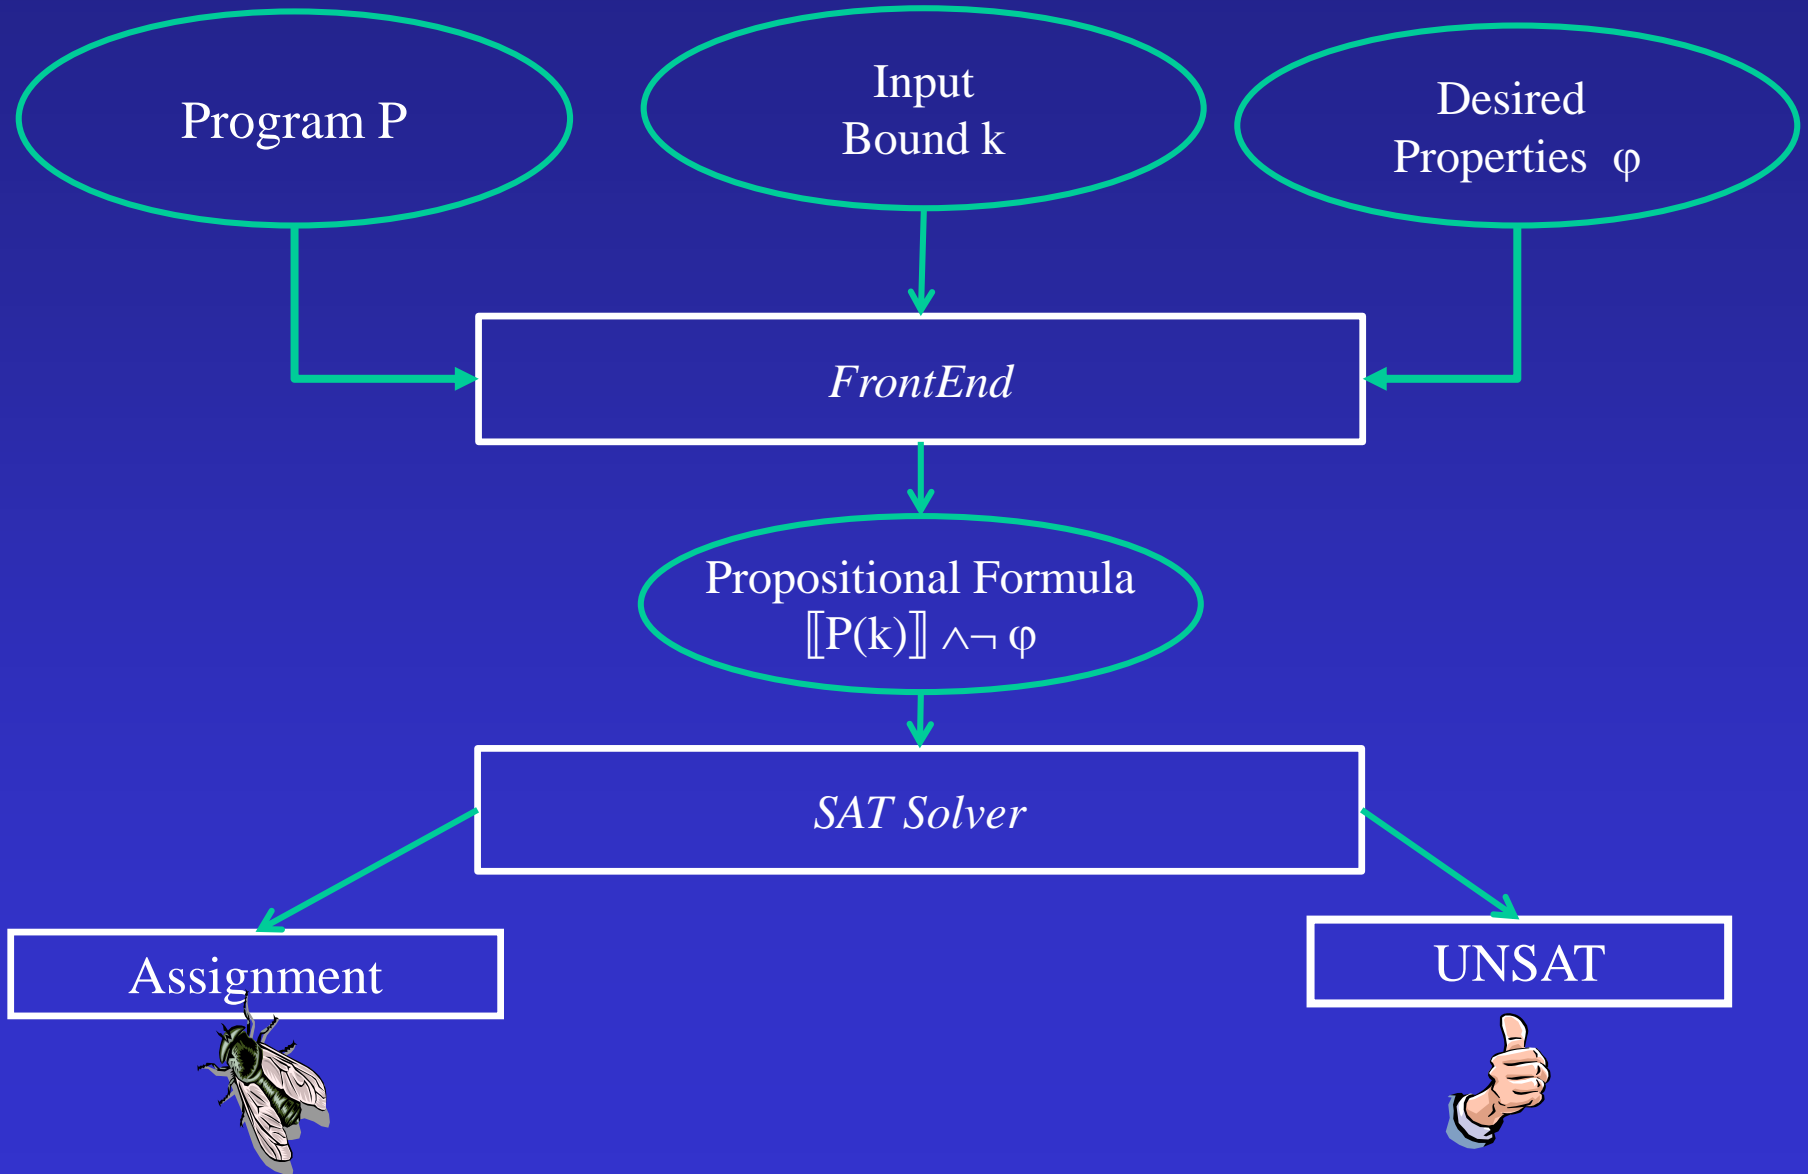 Program P
Input
Bound k
Desired
Properties φ
FrontEnd
Propositional Formula
⟦P(k)⟧ ∧¬ φ
SAT Solver
Assignment
UNSAT